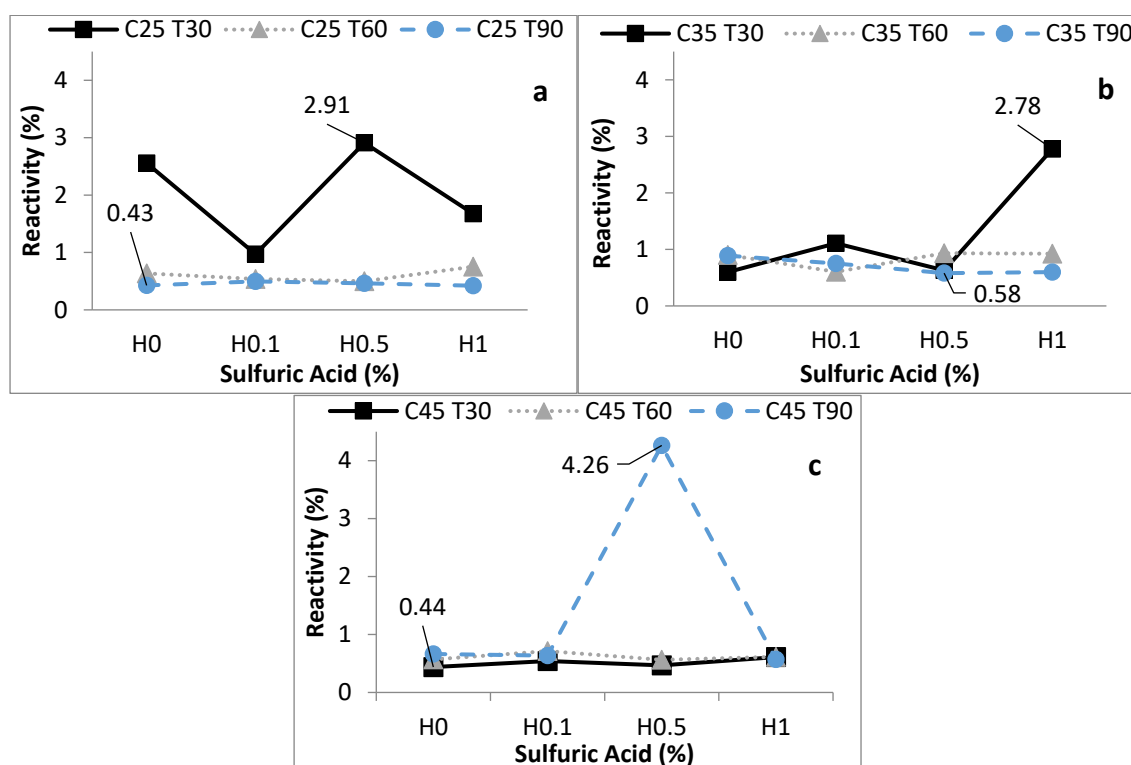 C25 T30 C25 T60 C25 T90
a
Reactivity (%)
4
3
2
1
0
2.91
0.43
H0 H0.1 H0.5 H1
Sulfuric Acid (%)
C35 T30 C35 T60 C35 T90
b
Reactivity (%)
4
3
2
1
0
2.78
0.58
H0 H0.1 H0.5 H1
Sulfuric Acid (%)
C45 T30 C45 T60 C45 T90
c
Reactivity (%)
4
3
2
1
0
4.26
0.44
H0 H0.1 H0.5 H1
Sulfuric Acid (%)